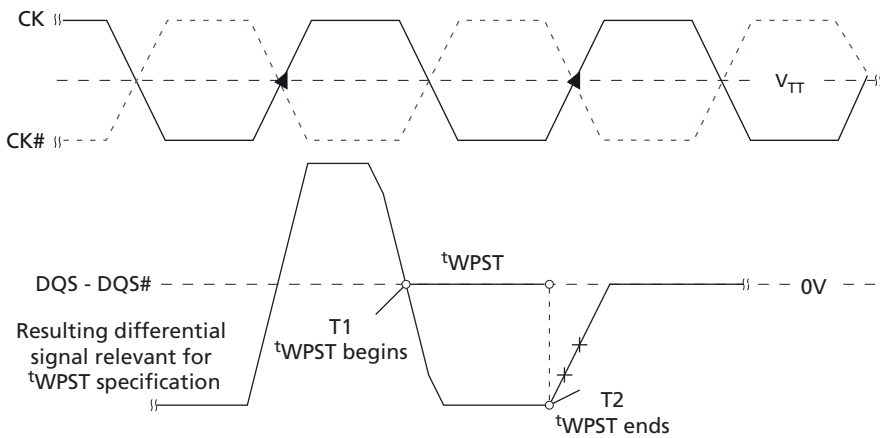 CK
V_TT
CK#
tWPST
DQS - DQS#
0V
T1
tWPST begins
Resulting differential
signal relevant for
tWPST specification
T2
tWPST ends